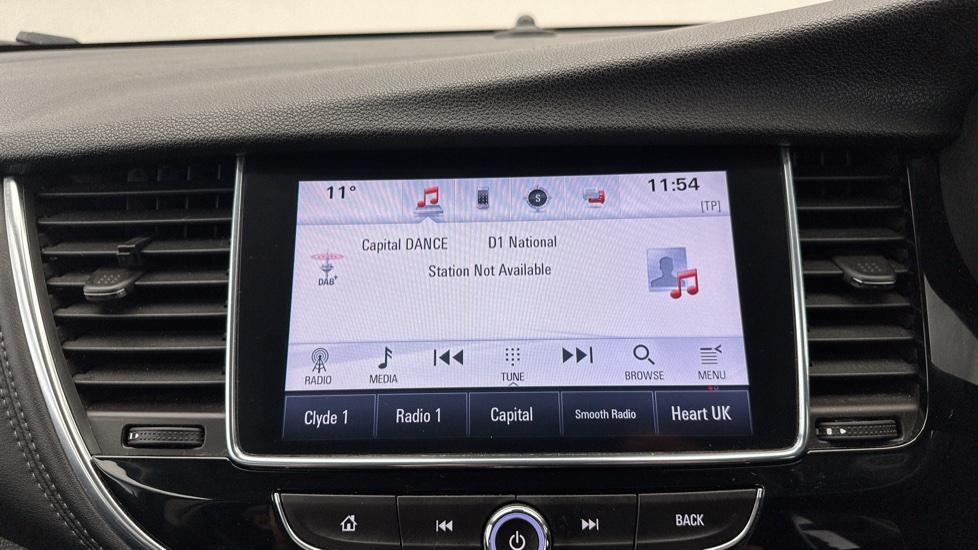 11°
11:54
[TP]
S
Capital DANCE D1 National
Station Not Available
DAB+
RADIO
MEDIA
TUNE
BROWSE
MENU
Clyde 1
Radio 1
Capital
Smooth Radio
Heart UK
BACK